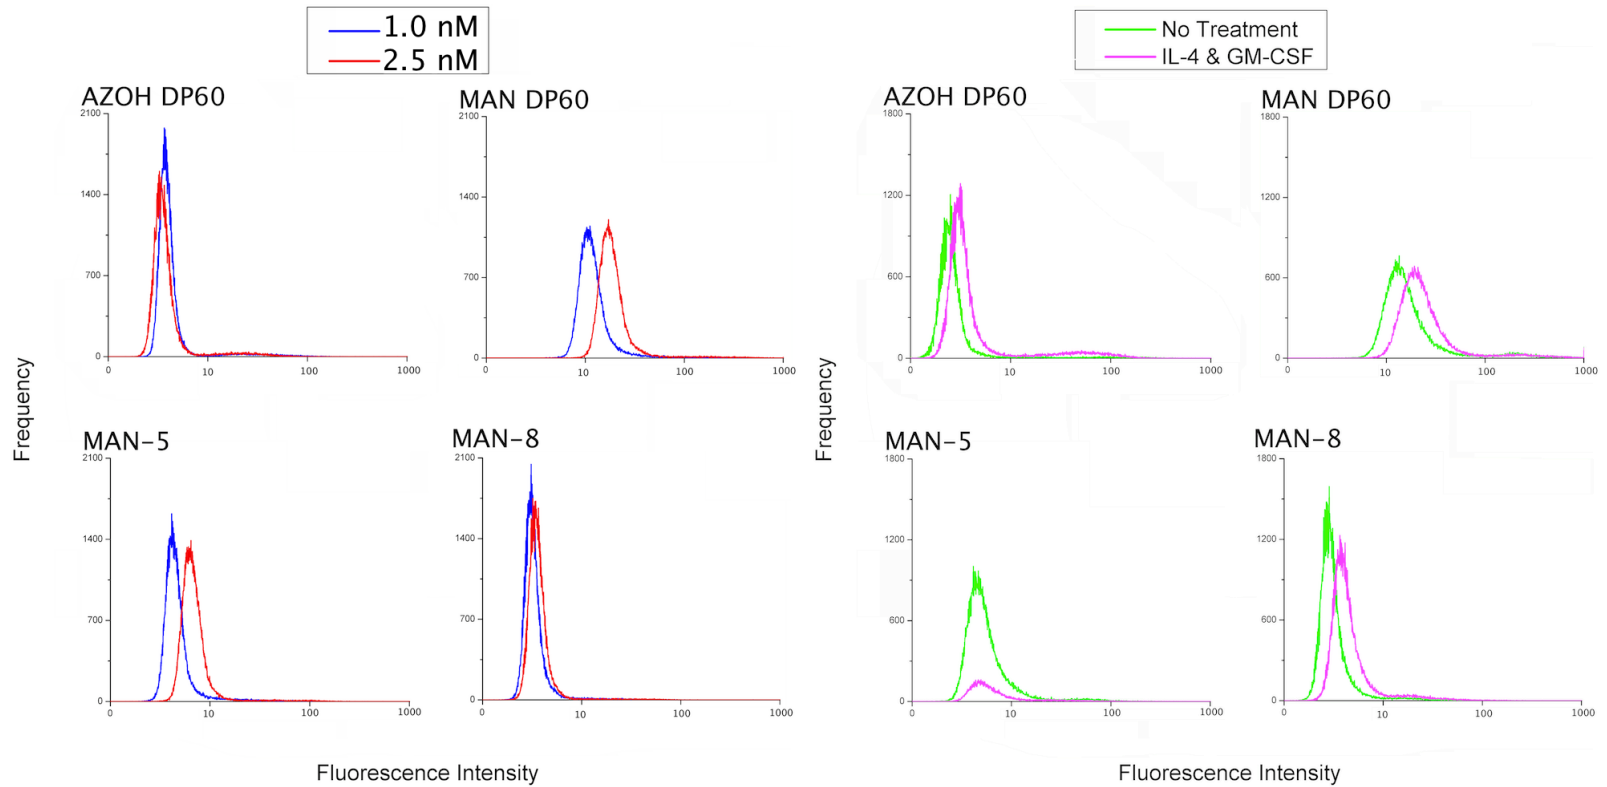 1.0 nM
2.5 nM
No Treatment
IL-4 & GM-CSF
AZOH DP60
2100
1400
700
0
0 10 100 1000
MAN DP60
2100
1400
700
0
0 10 100 1000
AZOH DP60
1800
1200
600
0
0 10 100 1000
MAN DP60
1800
1200
600
0
0 10 100 1000
Frequency
Frequency
MAN-5
2100
1400
700
0
0 10 100 1000
MAN-8
2100
1400
700
0
0 10 100 1000
MAN-5
1800
1200
600
0
0 10 100 1000
MAN-8
1800
1200
600
0
0 10 100 1000
Fluorescence Intensity
Fluorescence Intensity